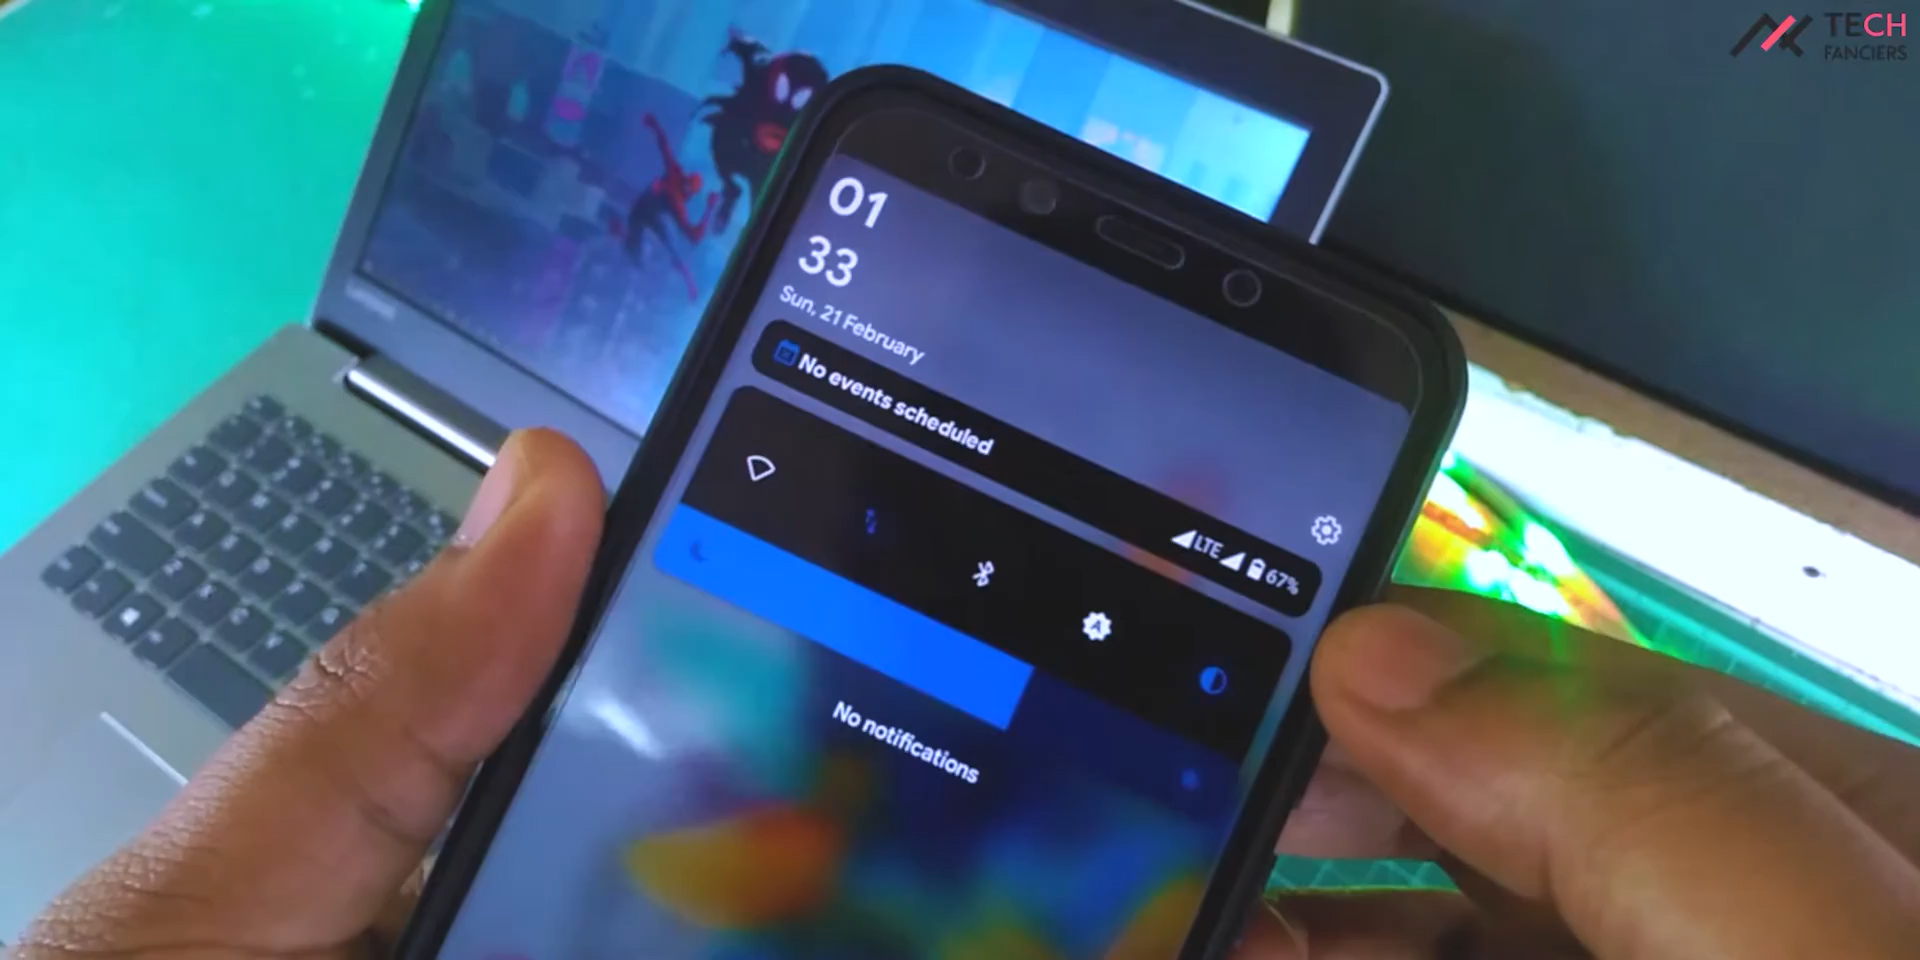 TECH
FANCIERS
01
33
Sun, 21 February
No events scheduled
LTE 67%
No notifications